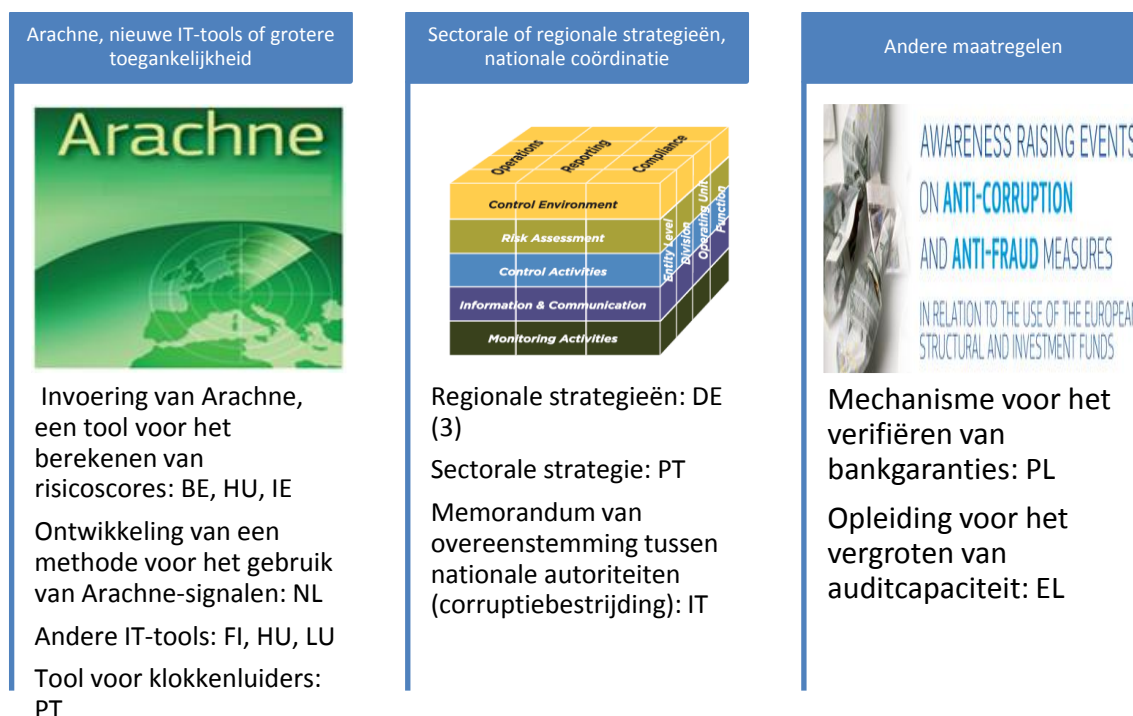 Arachne, nieuwe IT-tools of grotere
toegankelijkheid
Arachne
Invoering van Arachne,
een tool voor het
berekenen van
risicoscores: BE, HU, IE
Ontwikkeling van een
methode voor het gebruik
van Arachne-signalen: NL
Andere IT-tools: FI, HU, LU
Tool voor klokkenluiders:
PT
Sectorale of regionale strategieën,
nationale coördinatie
Operations
Reporting
Compliance
Control Environment
Risk Assessment
Control Activities
Information & Communication
Monitoring Activities
Entity Level
Division
Operating Unit
Function
Regionale strategieën: DE
(3)
Sectorale strategie: PT
Memorandum van
overeenstemming tussen
nationale autoriteiten
(corruptiebestrijding): IT
Andere maatregelen
AWARENESS RAISING EVENTS
ON ANTI-CORRUPTION
AND ANTI-FRAUD MEASURES
IN RELATION TO THE USE OF THE EUROPEAN
STRUCTURAL AND INVESTMENT FUNDS
Mechanisme voor het
verifiëren van
bankgaranties: PL
Opleiding voor het
vergroten van
auditcapaciteit: EL